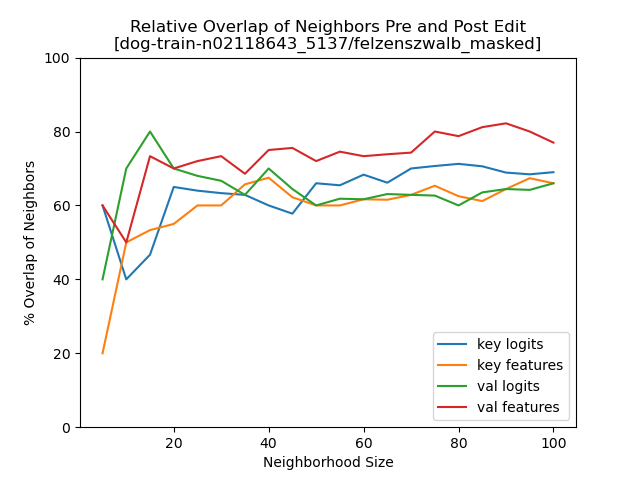 Relative Overlap of Neighbors Pre and Post Edit
[dog-train-n02118643_5137/felzenszwalb_masked]
100
80
60
40
20
0
% Overlap of Neighbors
key logits
key features
val logits
val features
20 40 60 80 100
Neighborhood Size